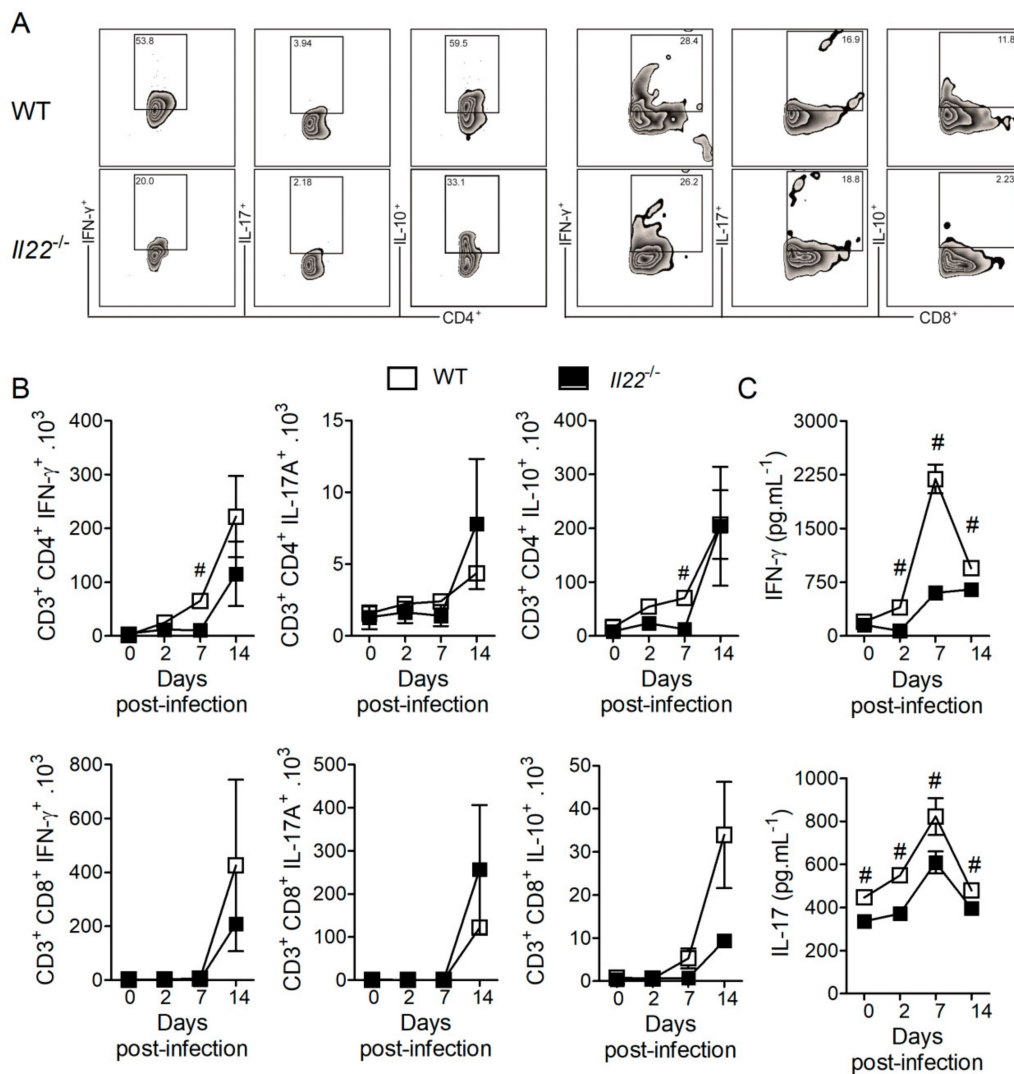 A
WT
53.8
3.94
59.5
28.4
16.9
11.8
Il22-/-
20.0
2.18
33.1
26.2
18.8
2.23
IFN-γ+
IL-17+
IL-10+
CD4+
IFN-γ+
IL-17+
IL-10+
CD8+
WT
Il22-/-
B
CD3+ CD4+ IFN-γ+ .10³
400
300
200
100
0
#
0 2 7 14
Days
post-infection
CD3+ CD4+ IL-17A+ .10³
15
10
5
0
0 2 7 14
Days
post-infection
CD3+ CD4+ IL-10+ .10³
400
300
200
100
0
#
0 2 7 14
Days
post-infection
C
IFN-γ (pg.mL-1)
3000
2250
1500
750
0
# # #
0 2 7 14
Days
post-infection
CD3+ CD8+ IFN-γ+ .10³
800
600
400
200
0
0 2 7 14
Days
post-infection
CD3+ CD8+ IL-17A+ .10³
500
400
300
200
100
0
0 2 7 14
Days
post-infection
CD3+ CD8+ IL-10+ .10³
50
40
30
20
10
0
0 2 7 14
Days
post-infection
IL-17 (pg.mL-1)
1000
800
600
400
200
0
# # # #
0 2 7 14
Days
post-infection